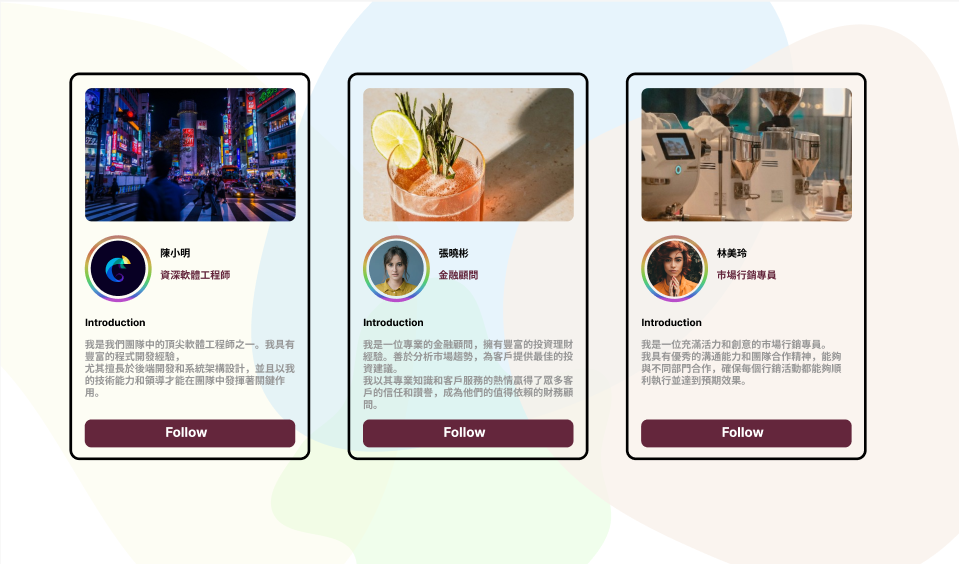 陳小明
資深軟體工程師
Introduction
我是我們團隊中的頂尖軟體工程師之一。我具有
豐富的程式開發經驗，
尤其擅長於後端開發和系統架構設計，並且以我
的技術能力和領導才能在團隊中發揮著關鍵作
用。
Follow
張曉彬
金融顧問
Introduction
我是一位專業的金融顧問，擁有豐富的投資理財
經驗。善於分析市場趨勢，為客戶提供最佳的投
資建議。
我以其專業知識和客戶服務的熱情贏得了眾多客
戶的信任和讚譽，成為他們的值得依賴的財務顧
問。
Follow
林美玲
市場行銷專員
Introduction
我是一位充滿活力和創意的市場行銷專員。
我具有優秀的溝通能力和團隊合作精神，能夠
與不同部門合作，確保每個行銷活動都能夠順
利執行並達到預期效果。
Follow